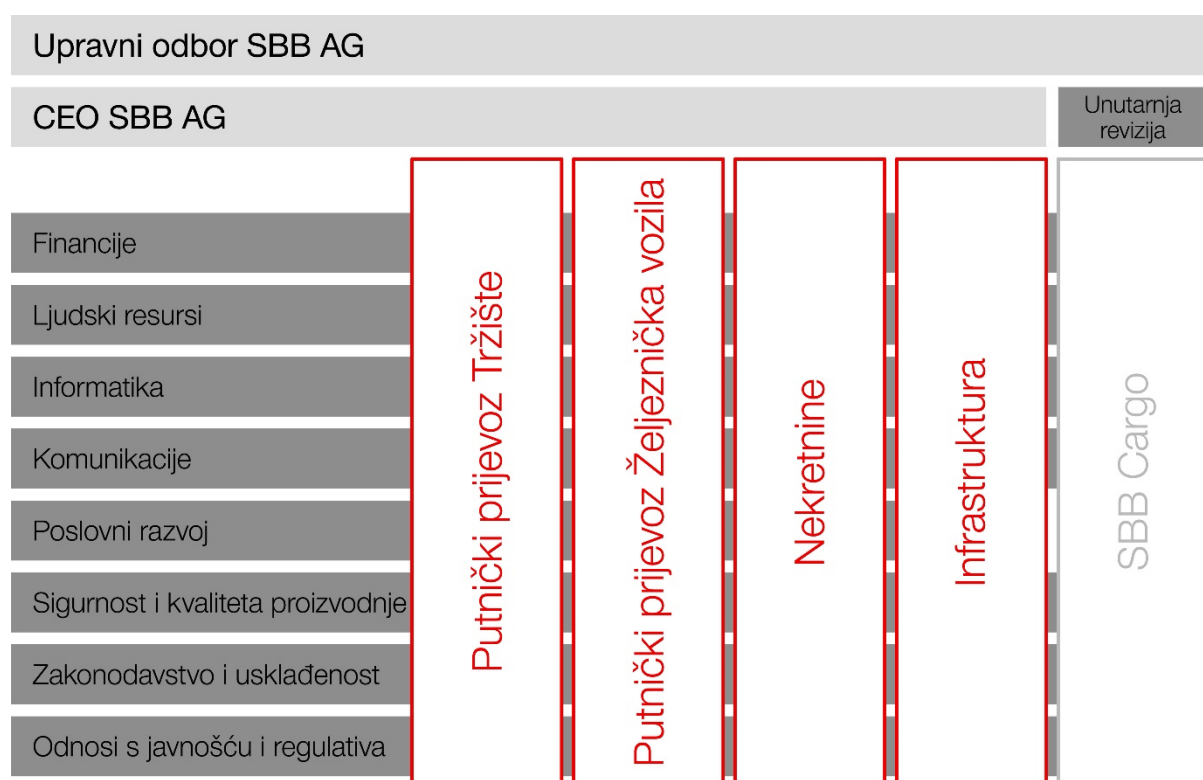 Upravni odbor SBB AG
CEO SBB AG
Unutarnja
revizija
Financije
Ljudski resursi
Informatika
Komunikacije
Poslovni razvoj
Sigurnost i kvaliteta proizvodnje
Zakonodavstvo i usklađenost
Odnosi s javnošću i regulativa
Putnički prijevoz Tržište
Putnički prijevoz Željeznička vozila
Nekretnine
Infrastruktura
SBB Cargo